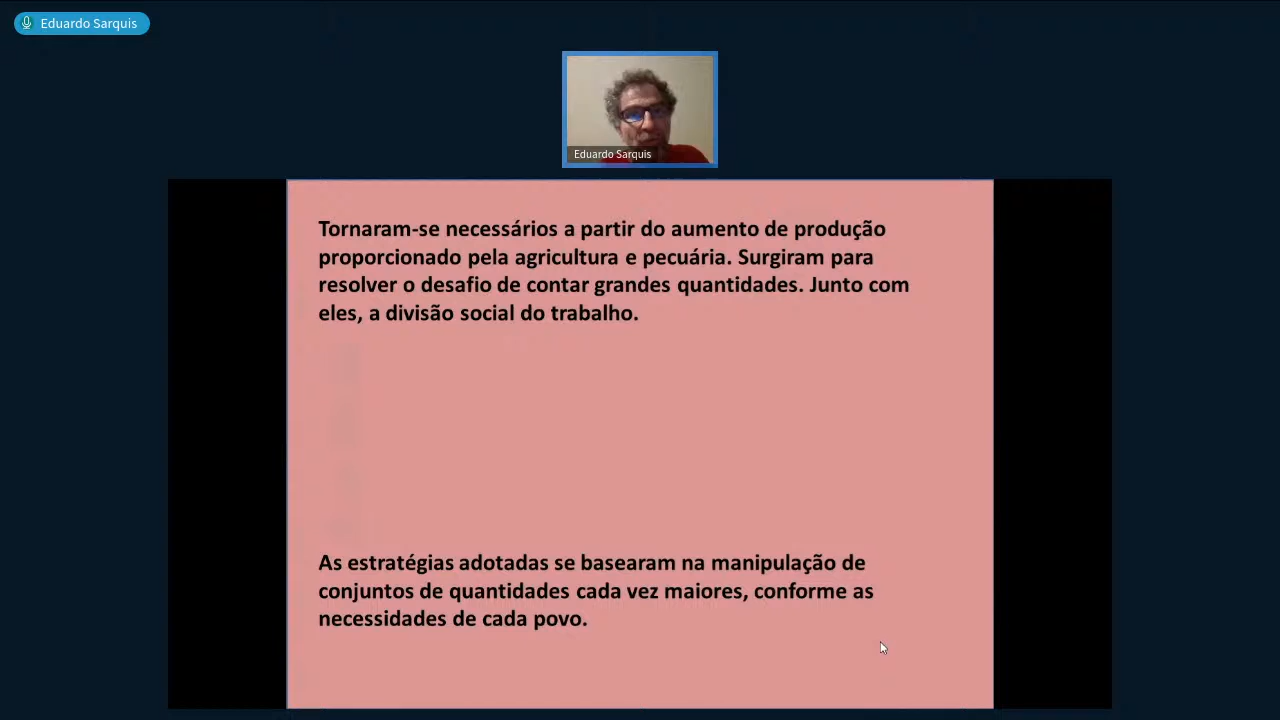 Eduardo Sarquis
Eduardo Sarquis
Tornaram-se necessários a partir do aumento de produção
proporcionado pela agricultura e pecuária. Surgiram para
resolver o desafio de contar grandes quantidades. Junto com
eles, a divisão social do trabalho.
As estratégias adotadas se basearam na manipulação de
conjuntos de quantidades cada vez maiores, conforme as
necessidades de cada povo.